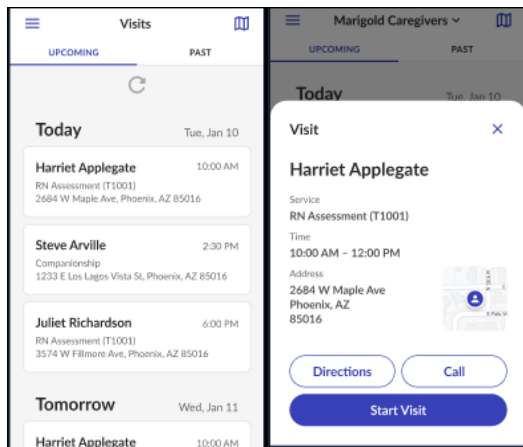 Visits
UPCOMING PAST
Today Tue, Jan 10
Harriet Applegate 10:00 AM
RN Assessment (T1001)
2684 W Maple Ave, Phoenix, AZ 85016
Steve Arville 2:30 PM
Companionship
1233 E Los Lagos Vista St, Phoenix, AZ 85016
Juliet Richardson 6:00 PM
RN Assessment (T1001)
3574 W Fillmore Ave, Phoenix, AZ 85016
Tomorrow Wed, Jan 11
Harriet Applegate 10:00 AM
Marigold Caregivers
UPCOMING PAST
Today Tue, Jan 10
Visit
Harriet Applegate
Service
RN Assessment (T1001)
Time
10:00 AM – 12:00 PM
Address
2684 W Maple Ave
Phoenix, AZ
85016
Directions Call
Start Visit